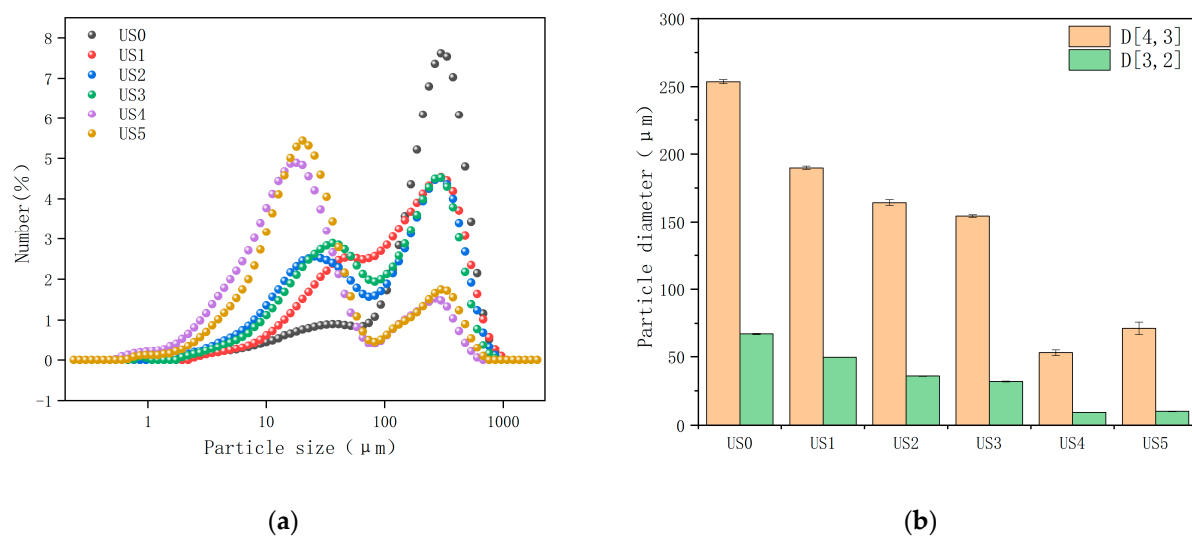 8
7
6
5
4
3
2
1
0
-1
Number(%)
US0
US1
US2
US3
US4
US5
1
10
100
1000
Particle size (μm)
(a)
300
250
200
150
100
50
0
Particle diameter (μm)
D[4,3]
D[3,2]
US0
US1
US2
US3
US4
US5
(b)